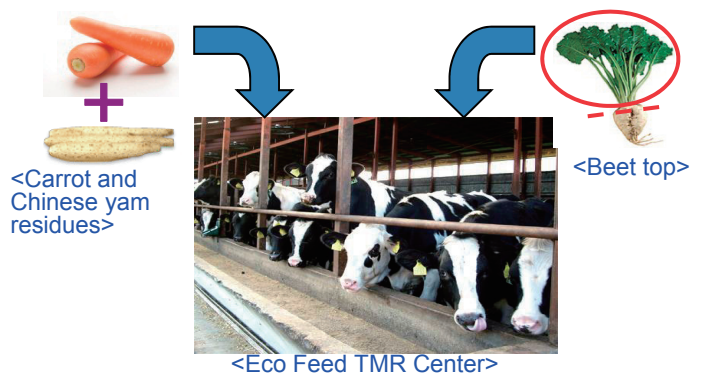 <Carrot and
Chinese yam
residues>
<Beet top>
<Eco Feed TMR Center>